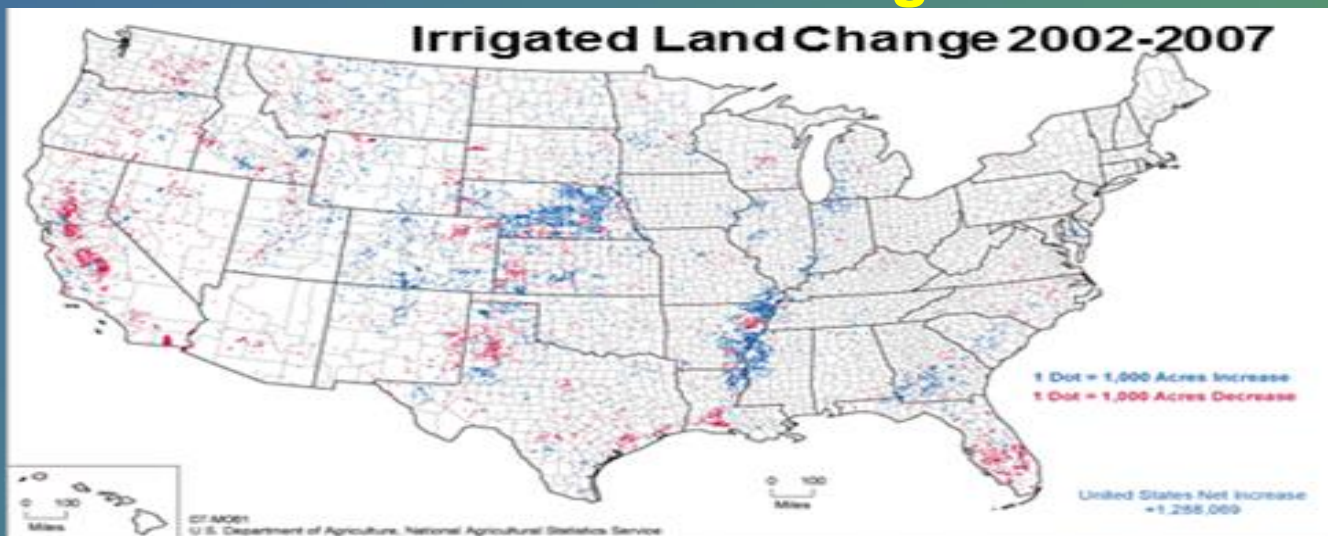 Irrigated Land Change 2002-2007
1 Dot = 1,000 Acres Increase
1 Dot = 1,000 Acres Decrease
0 100
Miles
0 100
Miles
United States Net Increase
+1,288,069
U.S. Department of Agriculture, National Agricultural Statistics Service